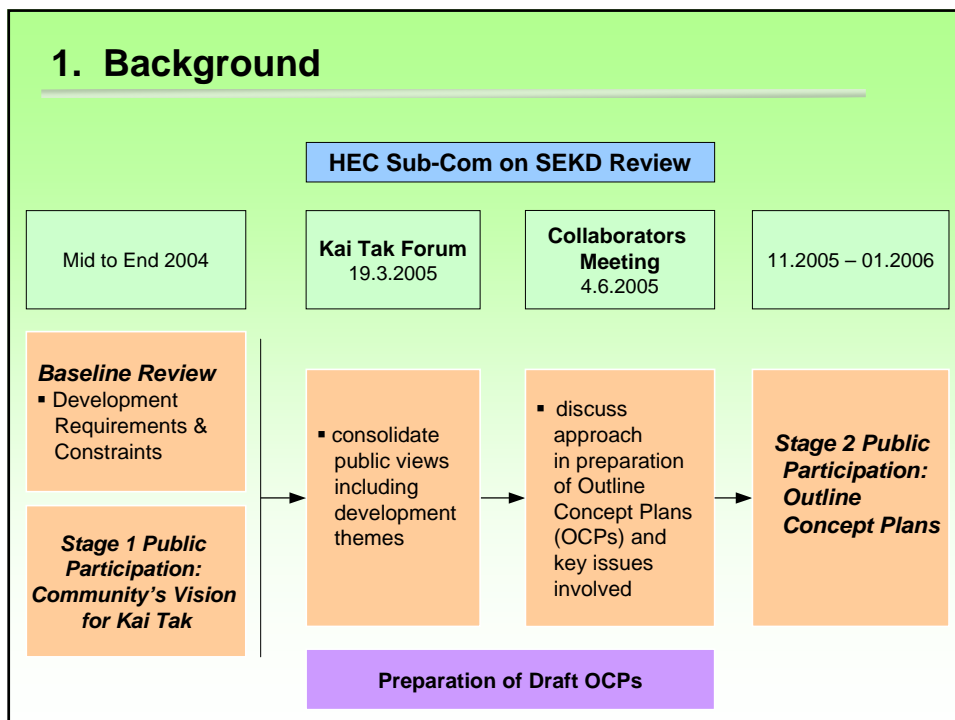 1. Background
HEC Sub-Com on SEKD Review
Mid to End 2004
Kai Tak Forum
19.3.2005
Collaborators
Meeting
4.6.2005
11.2005 – 01.2006
Baseline Review
▪ Development
Requirements &
Constraints
Stage 1 Public
Participation:
Community's Vision
for Kai Tak
▪ consolidate
public views
including
development
themes
▪ discuss
approach
in preparation
of Outline
Concept Plans
(OCPs) and
key issues
involved
Stage 2 Public
Participation:
Outline
Concept Plans
Preparation of Draft OCPs